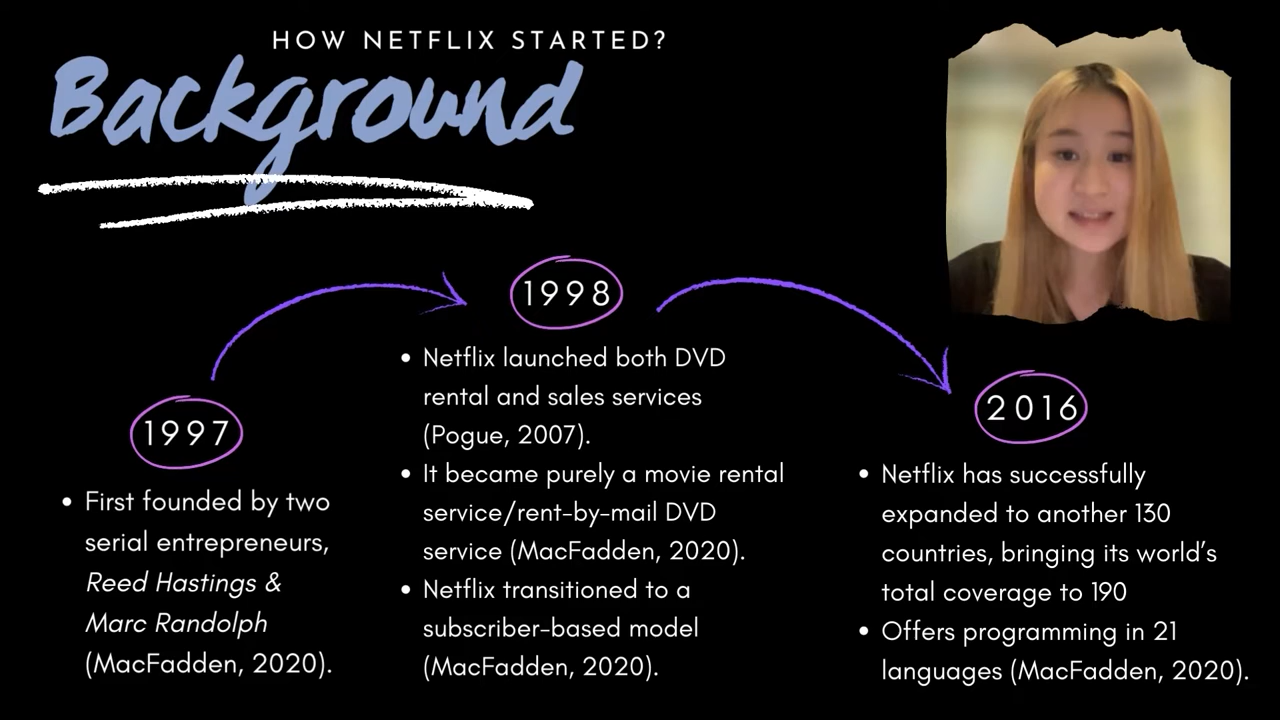 HOW NETFLIX STARTED?
Background
1997
• First founded by two
serial entrepreneurs,
Reed Hastings &
Marc Randolph
(MacFadden, 2020).
1998
• Netflix launched both DVD
rental and sales services
(Pogue, 2007).
• It became purely a movie rental
service/rent-by-mail DVD
service (MacFadden, 2020).
• Netflix transitioned to a
subscriber-based model
(MacFadden, 2020).
2016
• Netflix has successfully
expanded to another 130
countries, bringing its world's
total coverage to 190
• Offers programming in 21
languages (MacFadden, 2020).